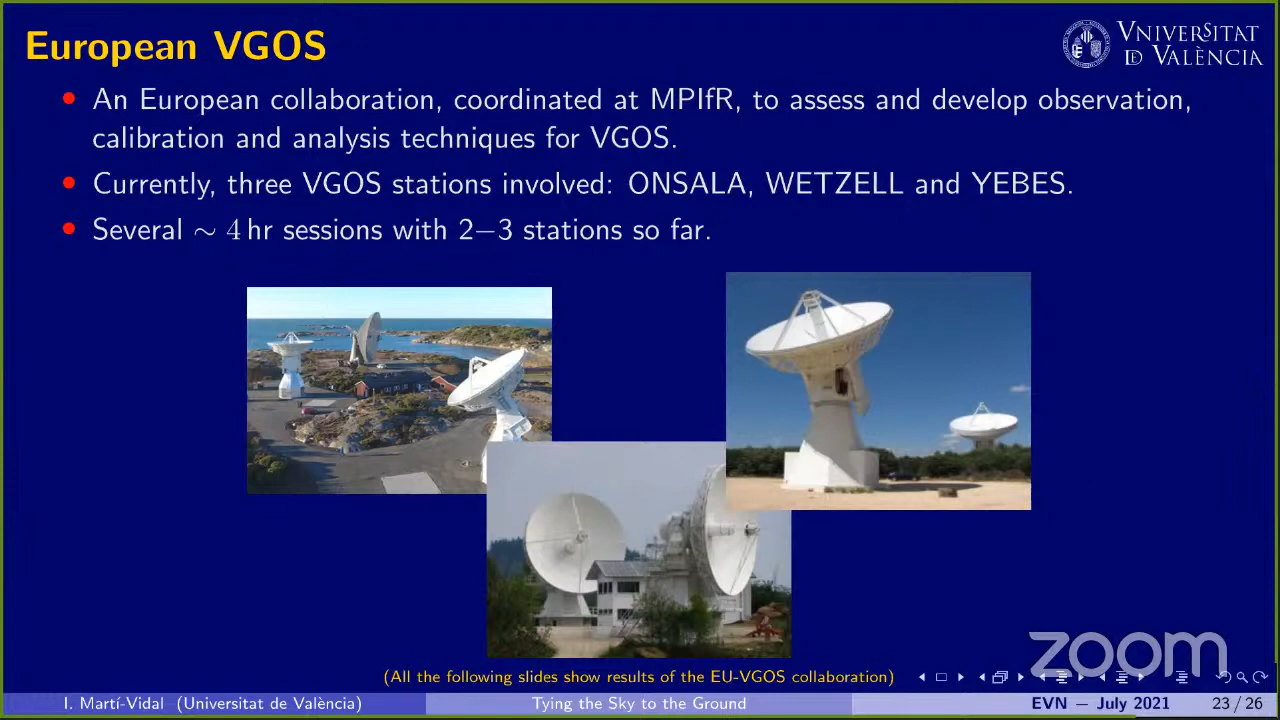 European VGOS
VNIVERSITAT
DE VALÈNCIA
• An European collaboration, coordinated at MPIfR, to assess and develop observation,
calibration and analysis techniques for VGOS.
• Currently, three VGOS stations involved: ONSALA, WETZELL and YEBES.
• Several ∼ 4 hr sessions with 2−3 stations so far.
zoom
(All the following slides show results of the EU-VGOS collaboration)
I. Martí-Vidal (Universitat de València)
Tying the Sky to the Ground
EVN − July 2021
23 / 26